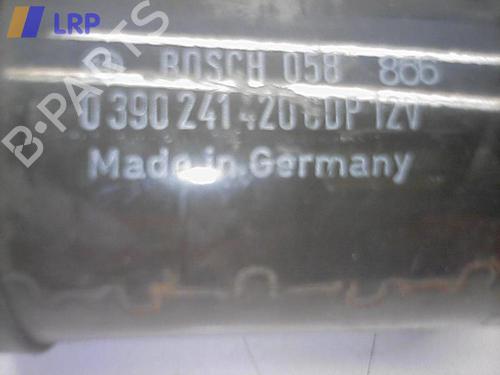 LRP
BOSCH 058 866
0 390 241 420 CDP 12V
Made in Germany
B-PARTS